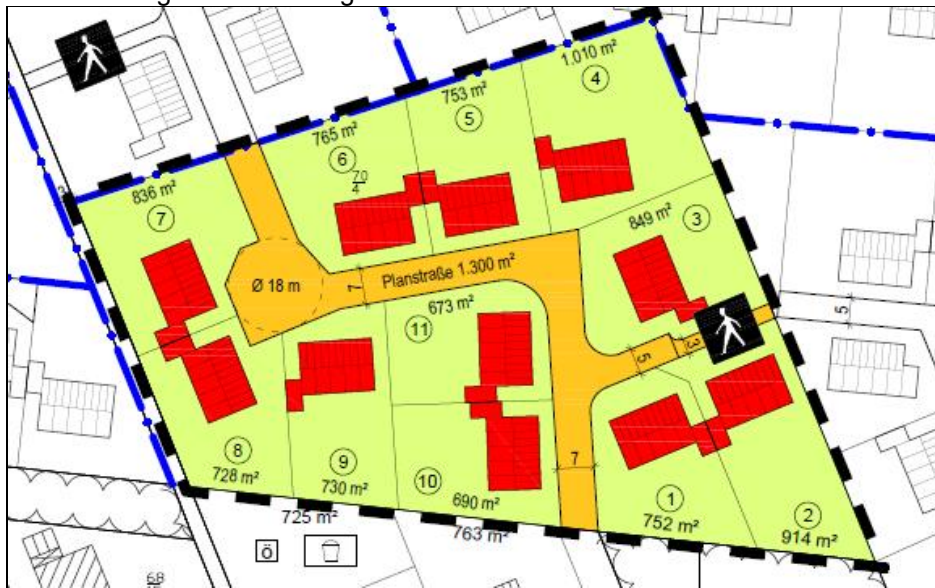 1.010 m²
4
753 m²
5
765 m²
6
70
4
836 m²
7
3
849 m²
Ø 18 m
7
Planstraße 1.300 m²
673 m²
11
5
3
5
8
728 m²
9
730 m²
10
690 m²
7
1
752 m²
2
914 m²
725 m²
763 m²
ö
68